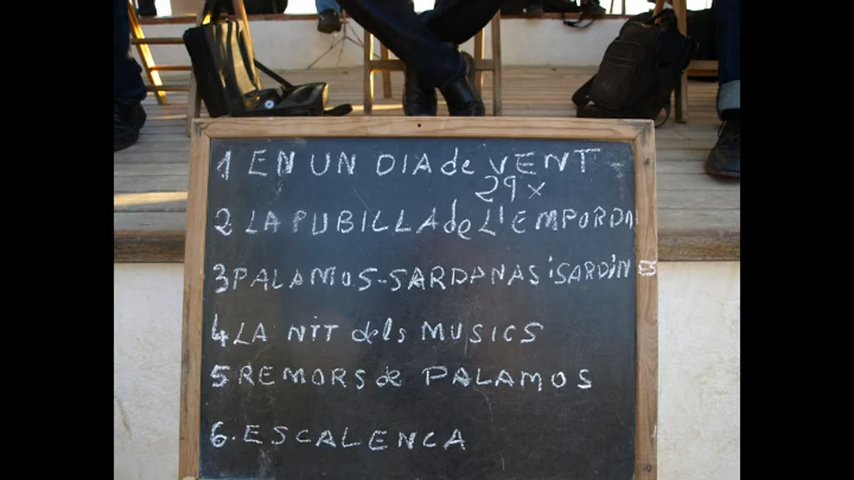 1 EN UN DIA de VENT
29 x
2 LA PUBILLA de L'EMPORDA
3 PALAMOS-SARDANAS i SARDINES
4 LA NIT dels MUSICS
5 REMORS de PALAMOS
6. ESCALENCA